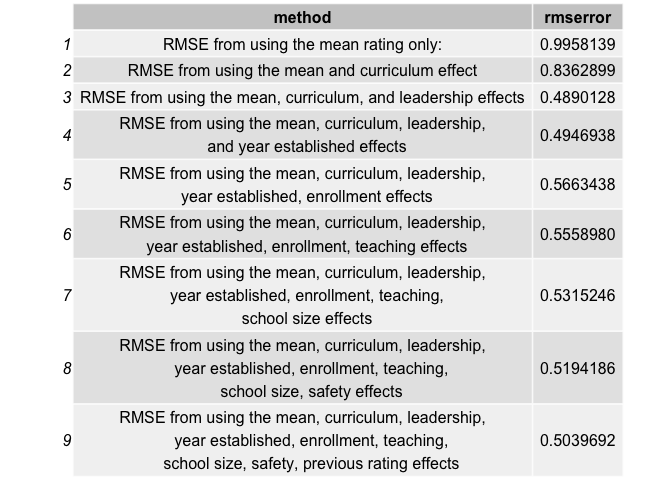 method rmserror
1 RMSE from using the mean rating only: 0.9958139
2 RMSE from using the mean and curriculum effect 0.8362899
3 RMSE from using the mean, curriculum, and leadership effects 0.4890128
4 RMSE from using the mean, curriculum, leadership,
and year established effects 0.4946938
5 RMSE from using the mean, curriculum, leadership,
year established, enrollment effects 0.5663438
6 RMSE from using the mean, curriculum, leadership,
year established, enrollment, teaching effects 0.5558980
7 RMSE from using the mean, curriculum, leadership,
year established, enrollment, teaching,
school size effects 0.5315246
8 RMSE from using the mean, curriculum, leadership,
year established, enrollment, teaching,
school size, safety effects 0.5194186
9 RMSE from using the mean, curriculum, leadership,
year established, enrollment, teaching,
school size, safety, previous rating effects 0.5039692